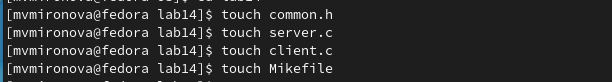 [mvmironova@fedora lab14]$ touch common.h
[mvmironova@fedora lab14]$ touch server.c
[mvmironova@fedora lab14]$ touch client.c
[mvmironova@fedora lab14]$ touch Mikefile